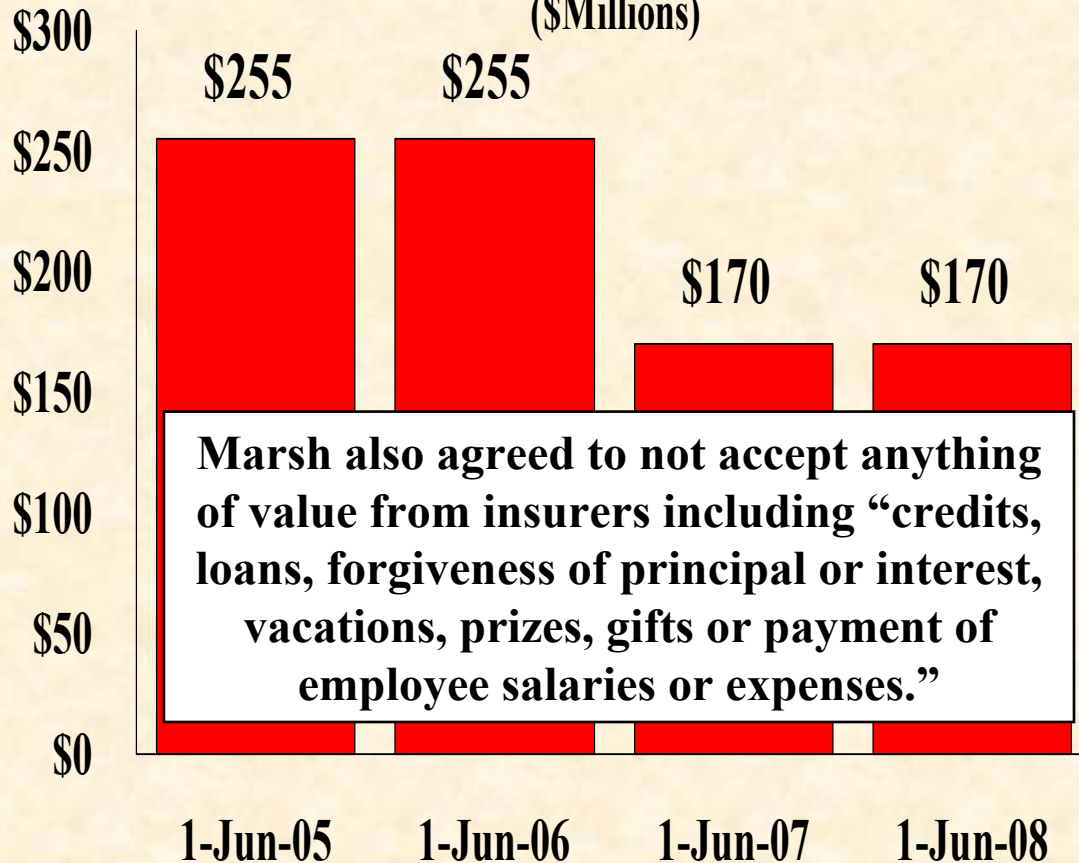 ($Millions)
$300
$250
$200
$150
$100
$50
$0
$255
$255
$170
$170
Marsh also agreed to not accept anything
of value from insurers including “credits,
loans, forgiveness of principal or interest,
vacations, prizes, gifts or payment of
employee salaries or expenses.”
1-Jun-05
1-Jun-06
1-Jun-07
1-Jun-08